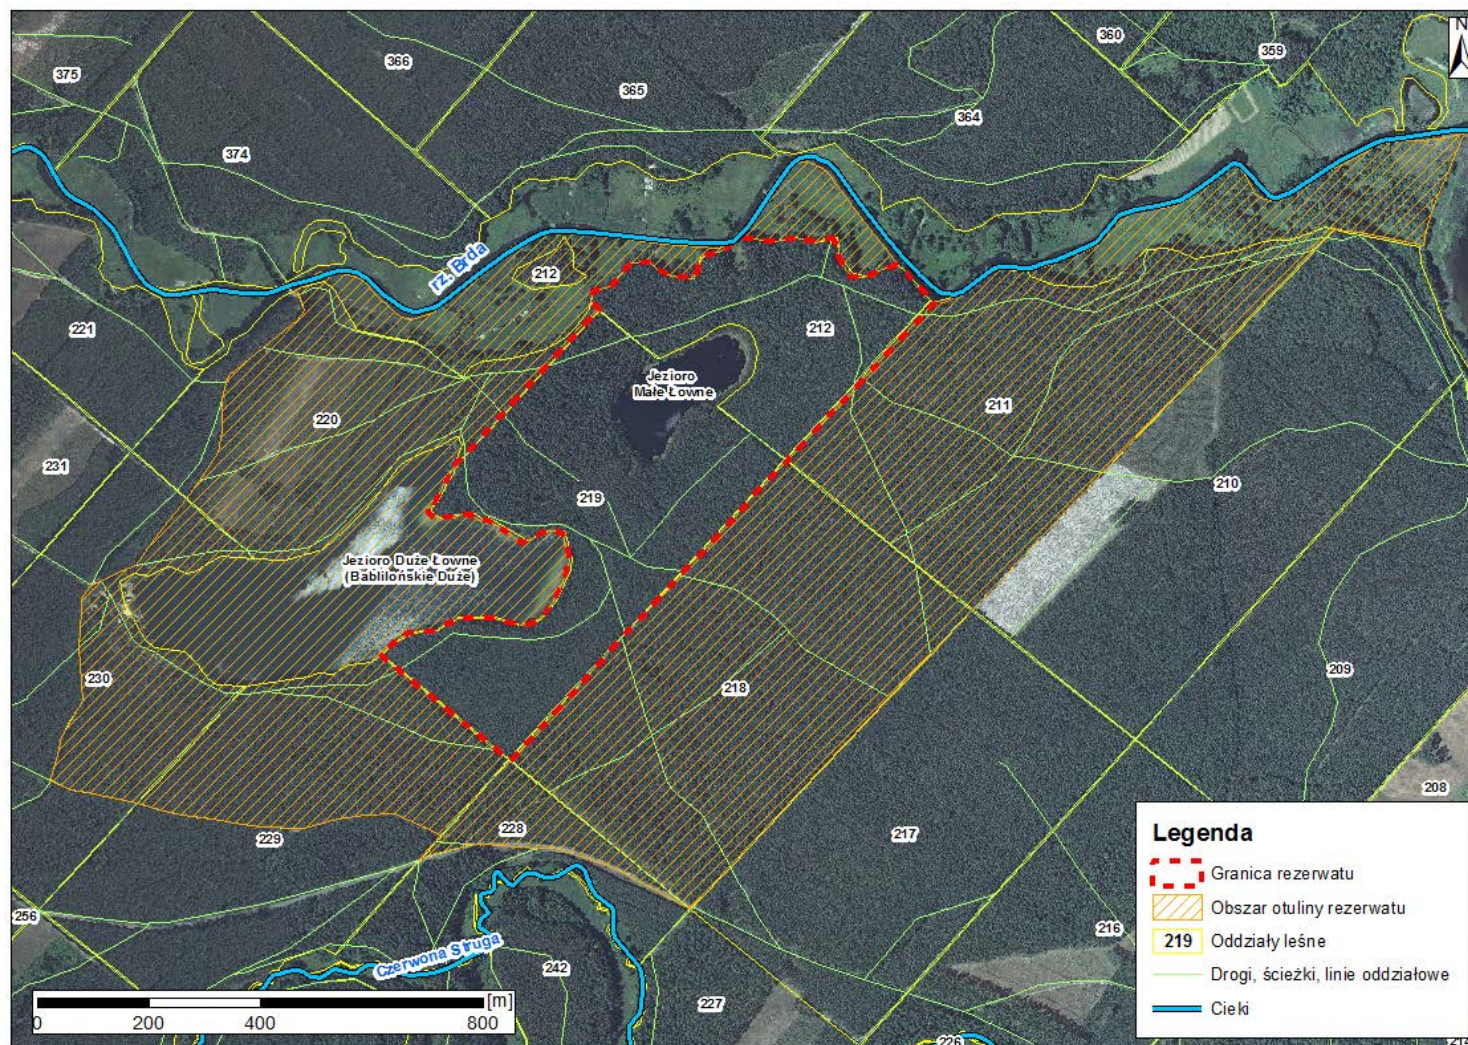 N
360
359
366
375
365
364
374
rz. Brda
212
221
212
Jezioro
Małe Łowne
220
211
231
219
210
Jezioro Duże Łowne
(Bablilońskie Duże)
230
218
209
208
229
228
217
256
216
Czerwona Struga
242
227
226
214
Legenda
Granica rezerwatu
Obszar otuliny rezerwatu
219 Oddziały leśne
Drogi, ścieżki, linie oddziałowe
Cieki
[m]
0 200 400 800